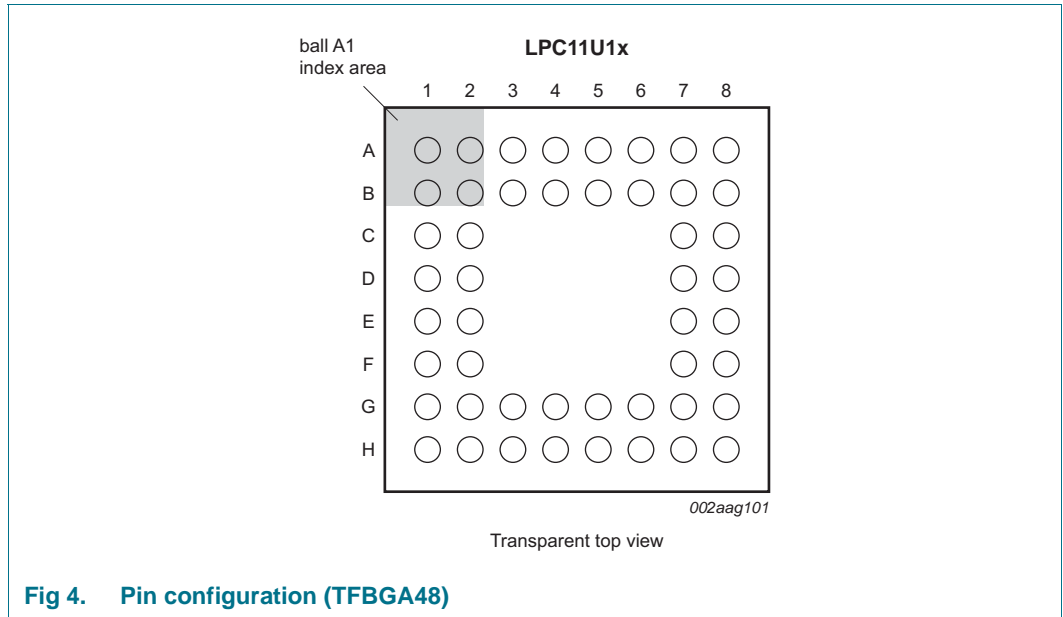 ball A1
index area
LPC11U1x
1 2 3 4 5 6 7 8
A
B
C
D
E
F
G
H
002aag101
Transparent top view
Fig 4. Pin configuration (TFBGA48)